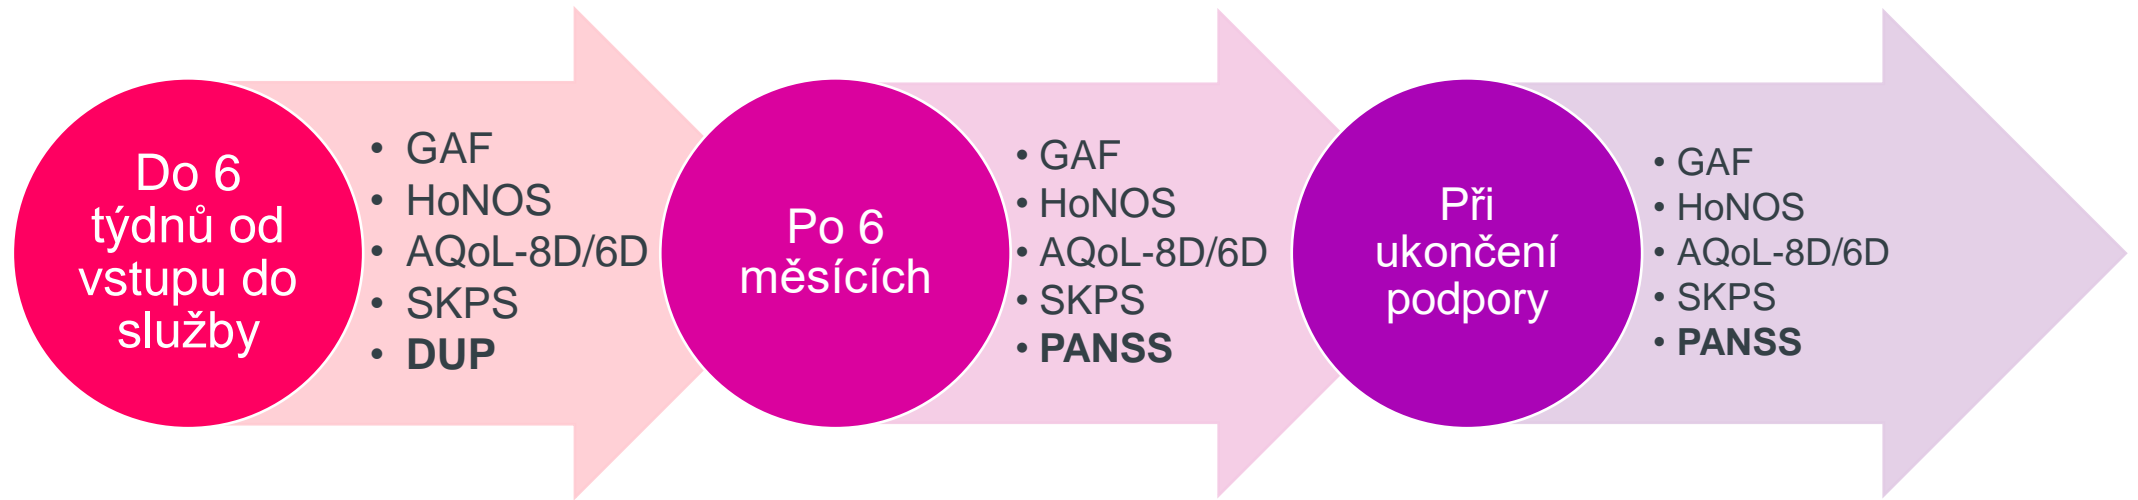 Do 6
týdnů od
vstupu do
služby
• GAF
• HoNOS
• AQoL-8D/6D
• SKPS
• DUP
Po 6
měsících
• GAF
• HoNOS
• AQoL-8D/6D
• SKPS
• PANSS
Při
ukončení
podpory
• GAF
• HoNOS
• AQoL-8D/6D
• SKPS
• PANSS